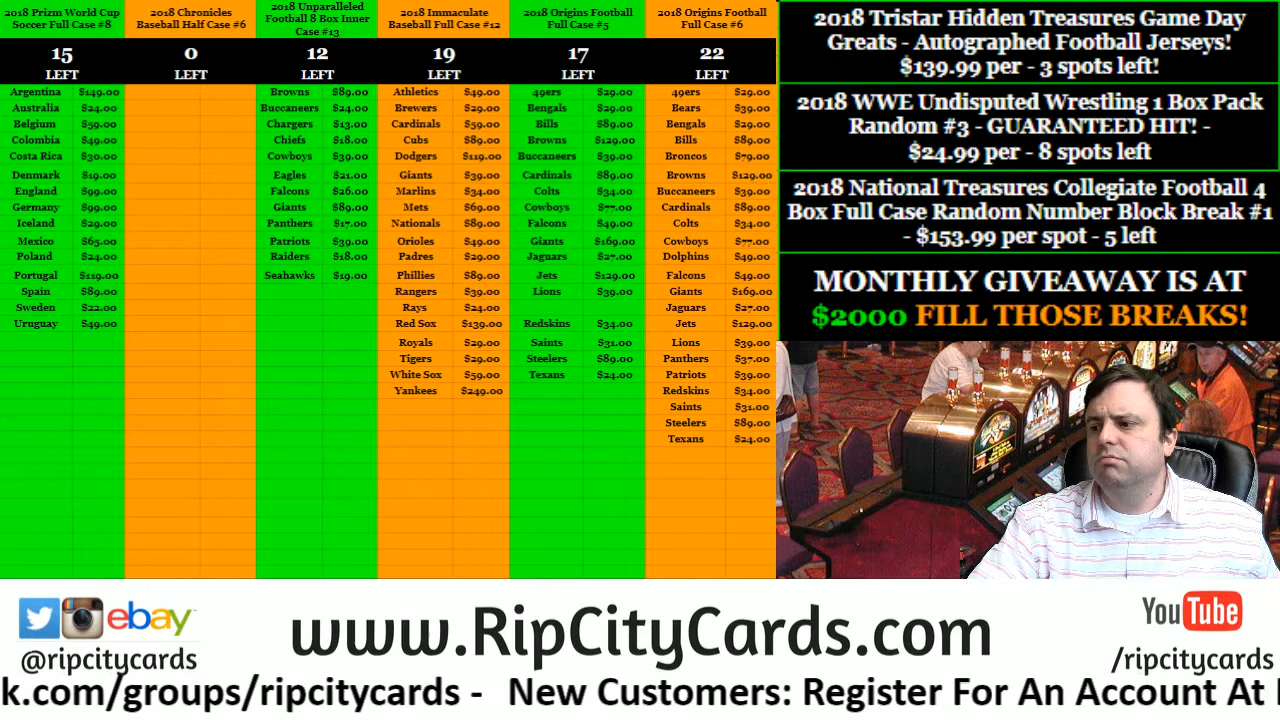 2018 Prizm World Cup
Soccer Full Case #8
15
LEFT
Argentina $149.00
Australia $24.00
Belgium $59.00
Colombia $49.00
Costa Rica $30.00
Denmark $19.00
England $99.00
Germany $99.00
Iceland $29.00
Mexico $65.00
Poland $24.00
Portugal $119.00
Spain $89.00
Sweden $22.00
Uruguay $49.00
2018 Chronicles
Baseball Half Case #6
0
LEFT
2018 Unparalleled
Football 8 Box Inner
Case #13
12
LEFT
Browns $89.00
Buccaneers $24.00
Chargers $13.00
Chiefs $18.00
Cowboys $39.00
Eagles $21.00
Falcons $26.00
Giants $89.00
Panthers $17.00
Patriots $39.00
Raiders $18.00
Seahawks $19.00
2018 Immaculate
Baseball Full Case #12
19
LEFT
Athletics $49.00
Brewers $29.00
Cardinals $59.00
Cubs $89.00
Dodgers $119.00
Giants $39.00
Marlins $34.00
Mets $69.00
Nationals $89.00
Orioles $49.00
Padres $29.00
Phillies $89.00
Rangers $39.00
Rays $24.00
Red Sox $139.00
Royals $29.00
Tigers $29.00
White Sox $59.00
Yankees $249.00
2018 Origins Football
Full Case #5
17
LEFT
49ers $29.00
Bengals $29.00
Bills $89.00
Browns $129.00
Buccaneers $39.00
Cardinals $89.00
Colts $34.00
Cowboys $77.00
Falcons $49.00
Giants $169.00
Jaguars $27.00
Jets $129.00
Lions $39.00
Redskins $34.00
Saints $31.00
Steelers $89.00
Texans $24.00
2018 Origins Football
Full Case #6
22
LEFT
49ers $29.00
Bears $39.00
Bengals $29.00
Bills $89.00
Broncos $79.00
Browns $129.00
Buccaneers $39.00
Cardinals $89.00
Colts $34.00
Cowboys $77.00
Dolphins $49.00
Falcons $49.00
Giants $169.00
Jaguars $27.00
Jets $129.00
Lions $39.00
Panthers $37.00
Patriots $39.00
Redskins $34.00
Saints $31.00
Steelers $89.00
Texans $24.00
2018 Tristar Hidden Treasures Game Day
Greats - Autographed Football Jerseys!
$139.99 per - 3 spots left!
2018 WWE Undisputed Wrestling 1 Box Pack
Random #3 - GUARANTEED HIT! -
$24.99 per - 8 spots left
2018 National Treasures Collegiate Football 4
Box Full Case Random Number Block Break #1
- $153.99 per spot - 5 left
MONTHLY GIVEAWAY IS AT
$2000 FILL THOSE BREAKS!
ebay
@ripcitycards
www.RipCityCards.com
YouTube
/ripcitycards
k.com/groups/ripcitycards - New Customers: Register For An Account At